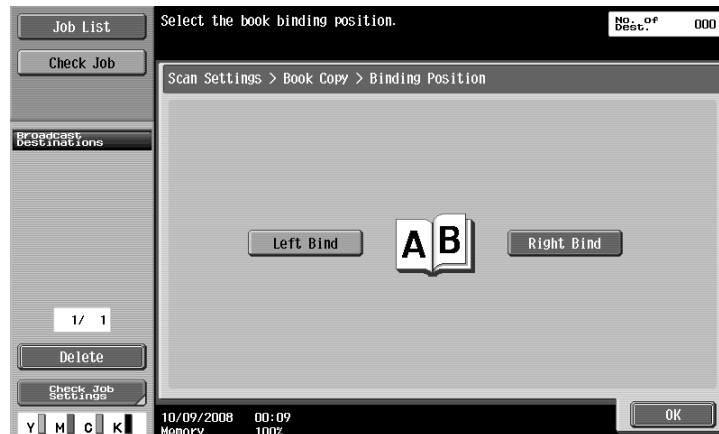 Job List
Select the book binding position.
No. of
Dest.
000
Check Job
Scan Settings > Book Copy > Binding Position
Broadcast
Destinations
Left Bind
A B
Right Bind
1/ 1
Delete
Check Job
Settings
OK
Y M C K
10/09/2008 00:09
Memory 100%